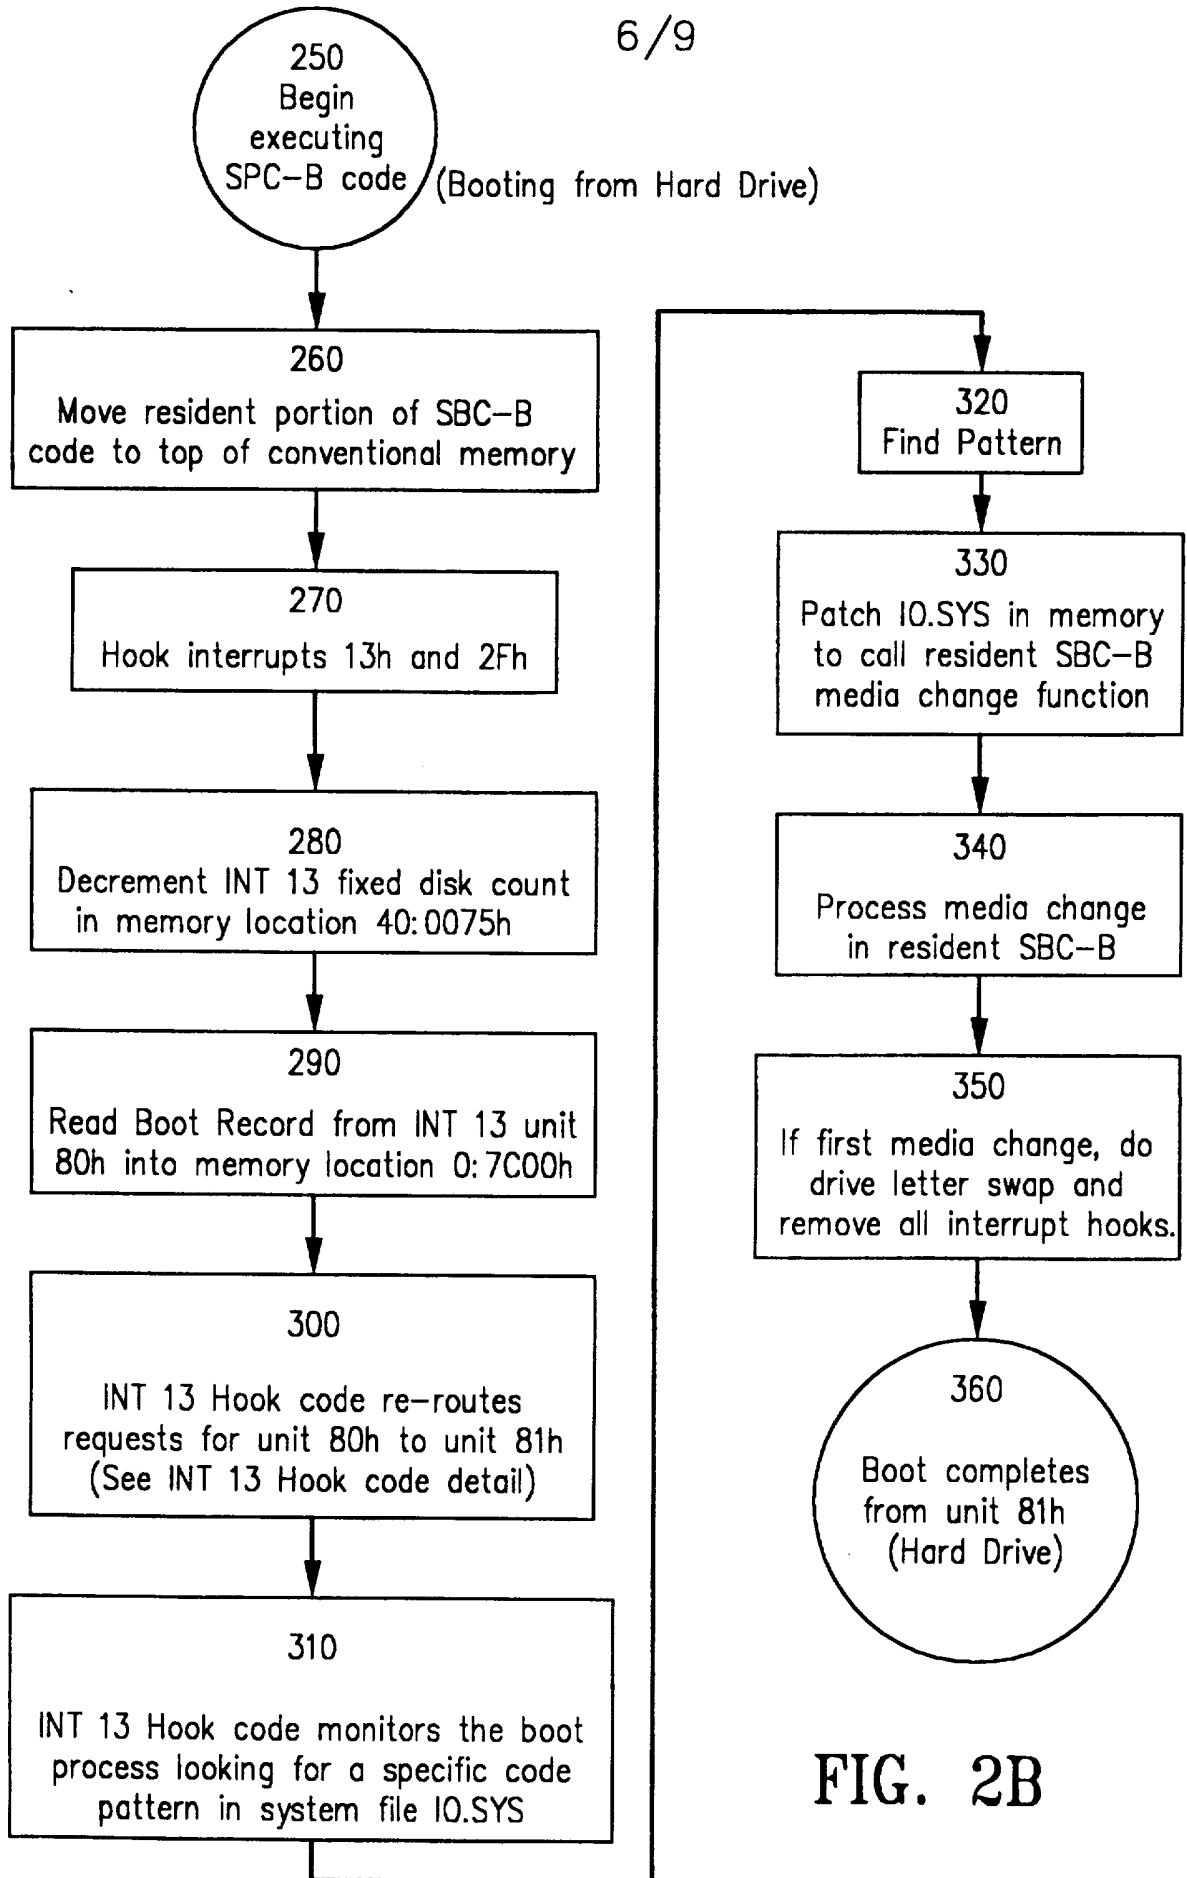 6/9
250
Begin
executing
SPC-B code
(Booting from Hard Drive)
260
Move resident portion of SBC-B
code to top of conventional memory
270
Hook interrupts 13h and 2Fh
280
Decrement INT 13 fixed disk count
in memory location 40:0075h
290
Read Boot Record from INT 13 unit
80h into memory location 0:7C00h
300
INT 13 Hook code re-routes
requests for unit 80h to unit 81h
(See INT 13 Hook code detail)
310
INT 13 Hook code monitors the boot
process looking for a specific code
pattern in system file IO.SYS
320
Find Pattern
330
Patch IO.SYS in memory
to call resident SBC-B
media change function
340
Process media change
in resident SBC-B
350
If first media change, do
drive letter swap and
remove all interrupt hooks.
360
Boot completes
from unit 81h
(Hard Drive)
FIG. 2B